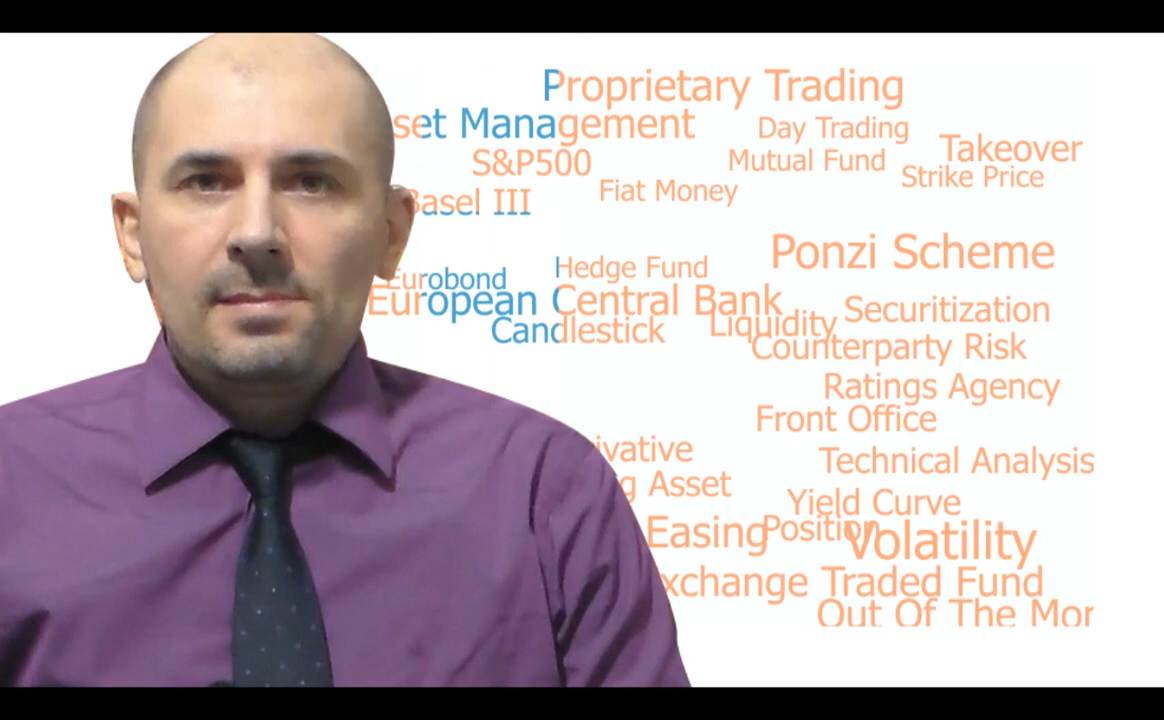 Proprietary Trading
set Management
Day Trading
Takeover
S&P500
Mutual Fund
Strike Price
Fiat Money
Basel III
Ponzi Scheme
Hedge Fund
Eurobond
European Central Bank
Securitization
Liquidity
Candlestick
Counterparty Risk
Ratings Agency
Front Office
ivative
Technical Analysis
g Asset
Yield Curve
Position
Easing
Volatility
xchange Traded Fund
Out Of The Mor